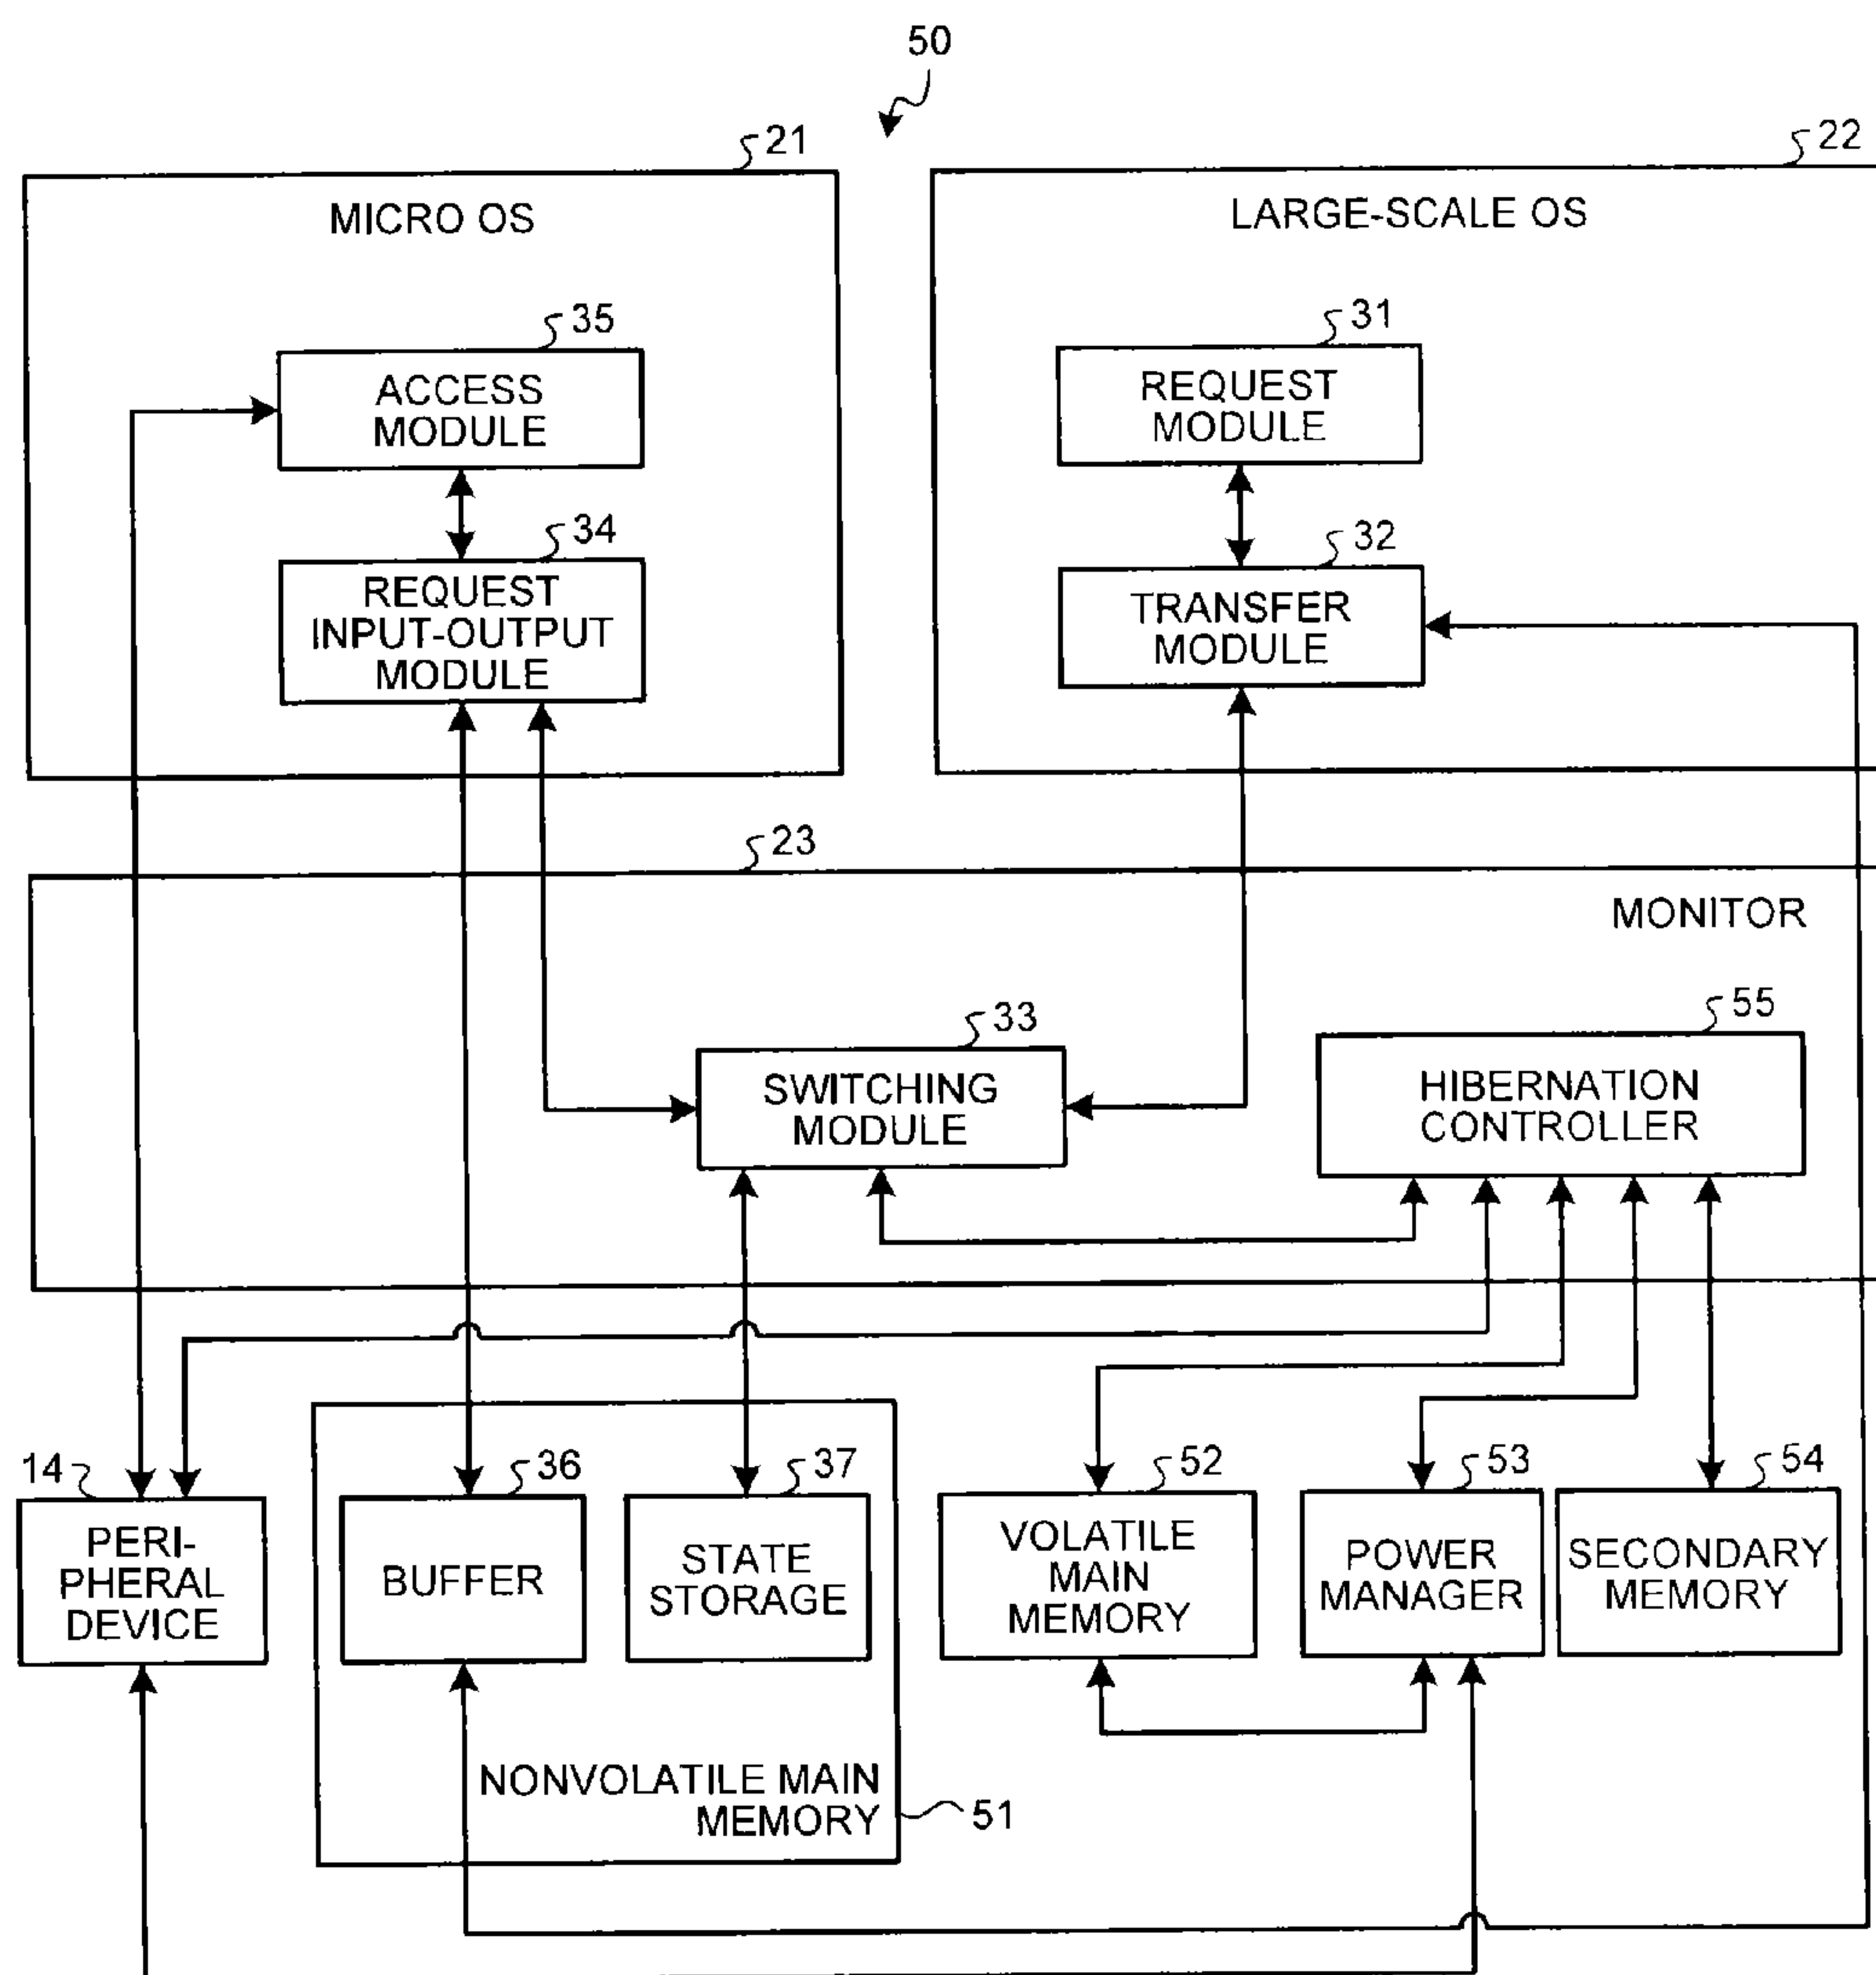 50
21
22
MICRO OS
LARGE-SCALE OS
35
31
ACCESS
MODULE
REQUEST
MODULE
34
32
REQUEST
INPUT-OUTPUT
MODULE
TRANSFER
MODULE
23
MONITOR
33
55
SWITCHING
MODULE
HIBERNATION
CONTROLLER
14
36
37
52
53
54
PERI-
PHERAL
DEVICE
BUFFER
STATE
STORAGE
VOLATILE
MAIN
MEMORY
POWER
MANAGER
SECONDARY
MEMORY
NONVOLATILE MAIN
MEMORY
51